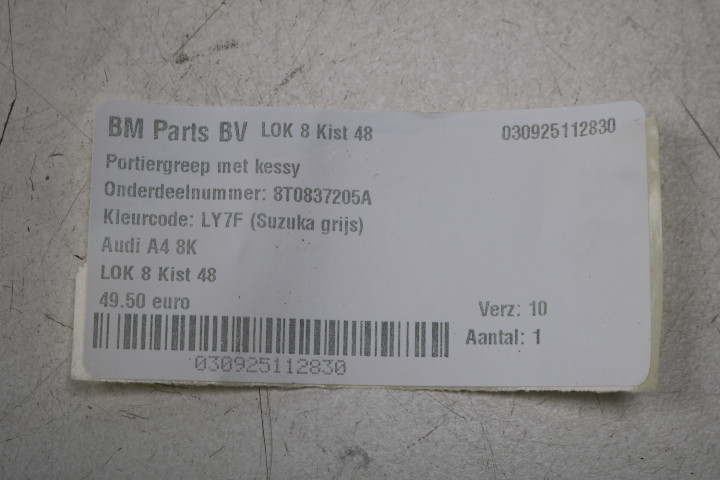 BM Parts BV LOK 8 Kist 48 030925112830
Portiergreep met kessy
Onderdeelnummer: 8T0837205A
Kleurcode: LY7F (Suzuka grijs)
Audi A4 8K
LOK 8 Kist 48
49.50 euro
Verz: 10
Aantal: 1
030925112830